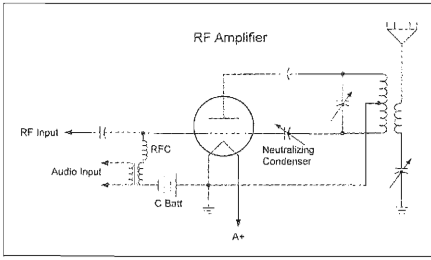 RF Amplifier
RF Input
RFC
Neutralizing
Condenser
Audio Input
C Batt
A+